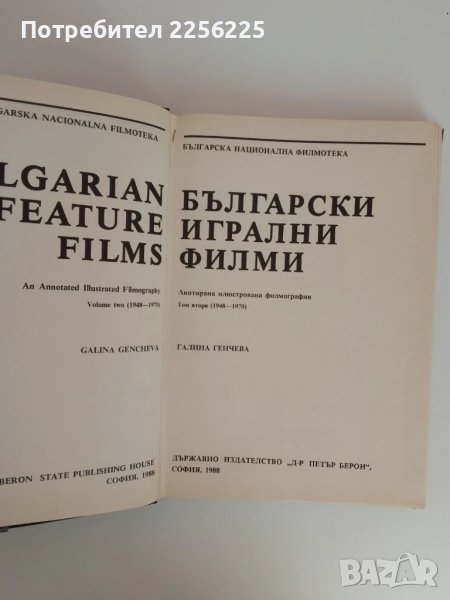 Потребител 2256225
GARSKA NACIONALNA FILMOTEKA
LGARIAN
FEATURE
FILMS
An Annotated Illustrated Filmography
Volume two (1948—1970)
GALINA GENCHEVA
BERON STATE PUBLISHING HOUSE
СОФИЯ, 1988
БЪЛГАРСКА НАЦИОНАЛНА ФИЛМОТЕКА
БЪЛГАРСКИ
ИГРАЛНИ
ФИЛМИ
Анотирана илюстрована филмография
Том втори (1948—1970)
ГАЛИНА ГЕНЧЕВА
ДЪРЖАВНО ИЗДАТЕЛСТВО „Д-Р ПЕТЪР БЕРОН",
СОФИЯ, 1988
BAZAR